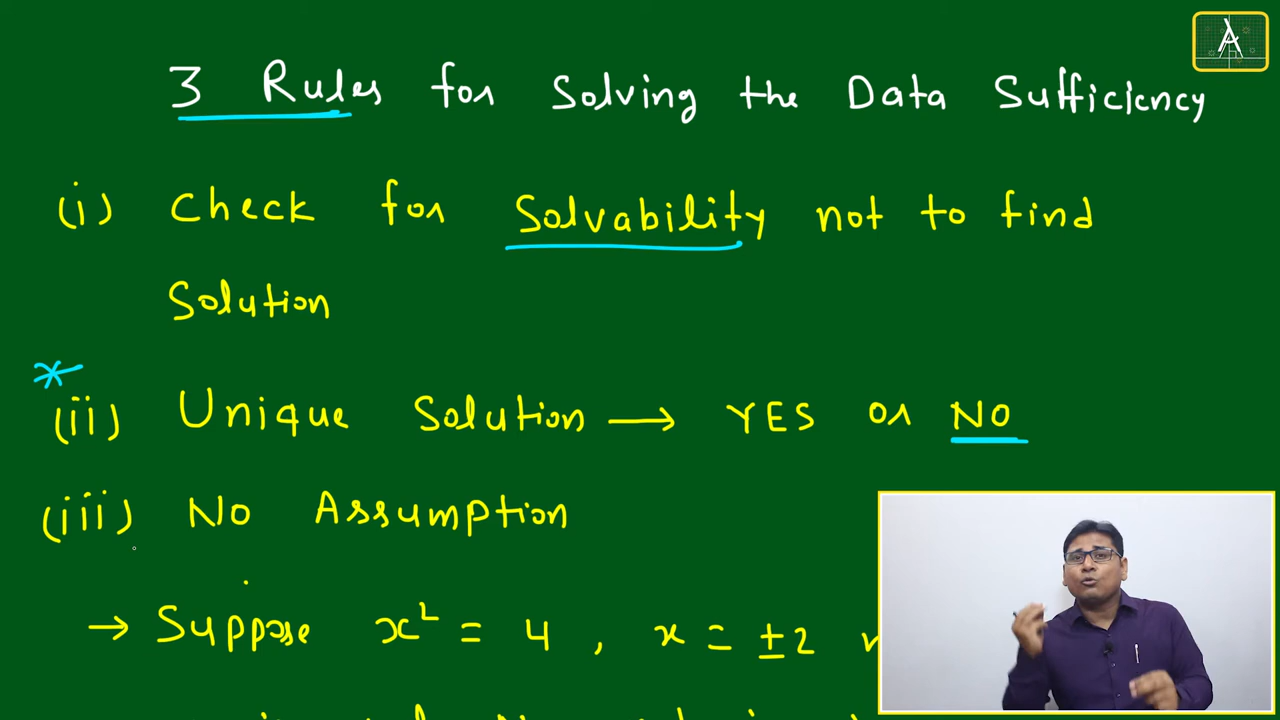 A
3 Rules for Solving the Data Sufficiency
(i) Check for Solvability not to find
Solution
* (ii) Unique Solution → YES or NO
(iii) No Assumption
→ Suppose x² = 4 , x = ±2